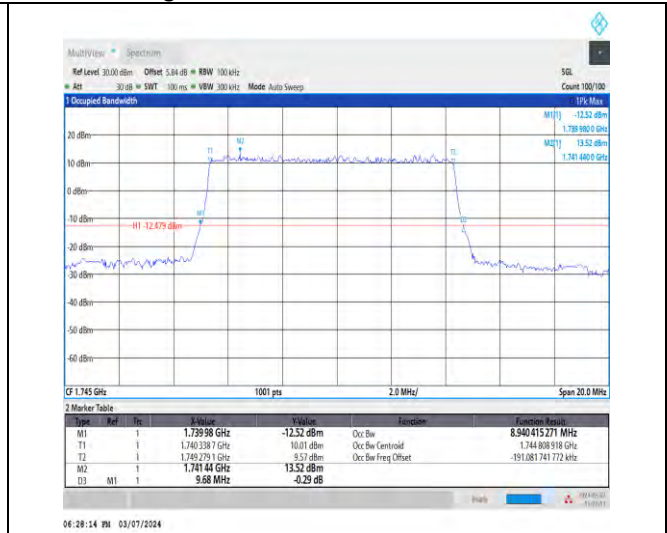 MultiView Spectrum
Ref Level 30.00 dBm Offset 5.84 dB RBW 100 kHz SGL
Att 30 dB SWT 100 ms VBW 300 kHz Mode Auto Sweep Count 100/100
1 Occupied Bandwidth 1Pk Max
M1[1] -12.52 dBm
1.739 980 0 GHz
20 dBm M2 M2[1] 13.52 dBm
T1 T2 1.741 440 0 GHz
10 dBm
0 dBm
-10 dBm M1 D3
H1 -12.479 dBm
-20 dBm
-30 dBm
-40 dBm
-50 dBm
-60 dBm
CF 1.745 GHz 1001 pts 2.0 MHz/ Span 20.0 MHz
2 Marker Table
Type Ref Trc X-Value Y-Value Function Function Result
M1 1 1.739 98 GHz -12.52 dBm Occ Bw 8.940 415 271 MHz
T1 1 1.740 338 7 GHz 10.01 dBm Occ Bw Centroid 1.744 808 918 GHz
T2 1 1.749 279 1 GHz 9.57 dBm Occ Bw Freq Offset -191.081 741 772 kHz
M2 1 1.741 44 GHz 13.52 dBm
D3 M1 1 9.68 MHz -0.29 dB
06:28:14 PM 03/07/2024